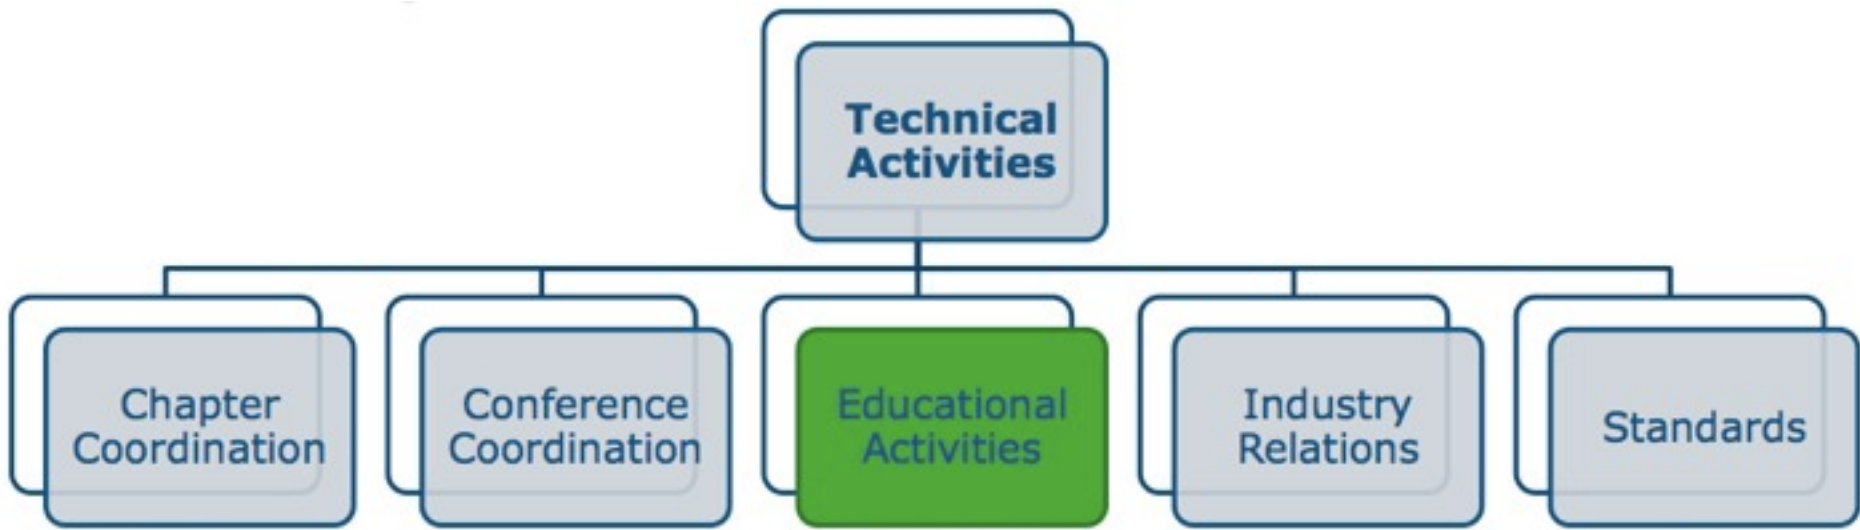 Technical
Activities
Chapter
Coordination
Conference
Coordination
Educational
Activities
Industry
Relations
Standards